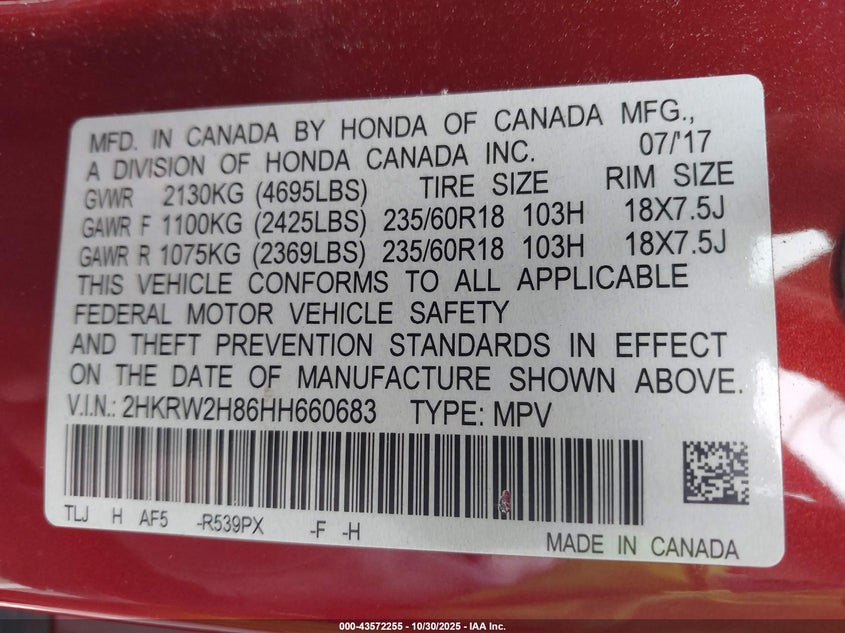 MFD. IN CANADA BY HONDA OF CANADA MFG.,
A DIVISION OF HONDA CANADA INC. 07/'17
GVWR 2130KG (4695LBS) TIRE SIZE RIM SIZE
GAWR F 1100KG (2425LBS) 235/60R18 103H 18X7.5J
GAWR R 1075KG (2369LBS) 235/60R18 103H 18X7.5J
THIS VEHICLE CONFORMS TO ALL APPLICABLE
FEDERAL MOTOR VEHICLE SAFETY
AND THEFT PREVENTION STANDARDS IN EFFECT
ON THE DATE OF MANUFACTURE SHOWN ABOVE.
V.I.N.: 2HKRW2H86HH660683 TYPE: MPV
TLJ H AF5 -R539PX -F -H
MADE IN CANADA
000-43572255 - 10/30/2025 - IAA Inc.